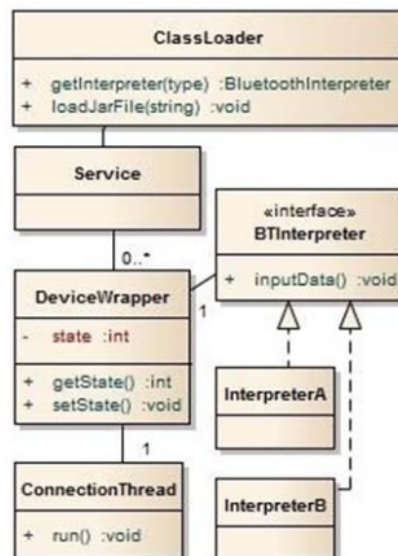 ClassLoader
+ getInterpreter(type) :BluetoothInterpreter
+ loadJarFile(string) :void
Service
0..*
«interface»
BTInterpreter
+ inputData() :void
1
DeviceWrapper
- state :int
+ getState() :int
+ setState() :void
1
InterpreterA
ConnectionThread
+ run() :void
InterpreterB